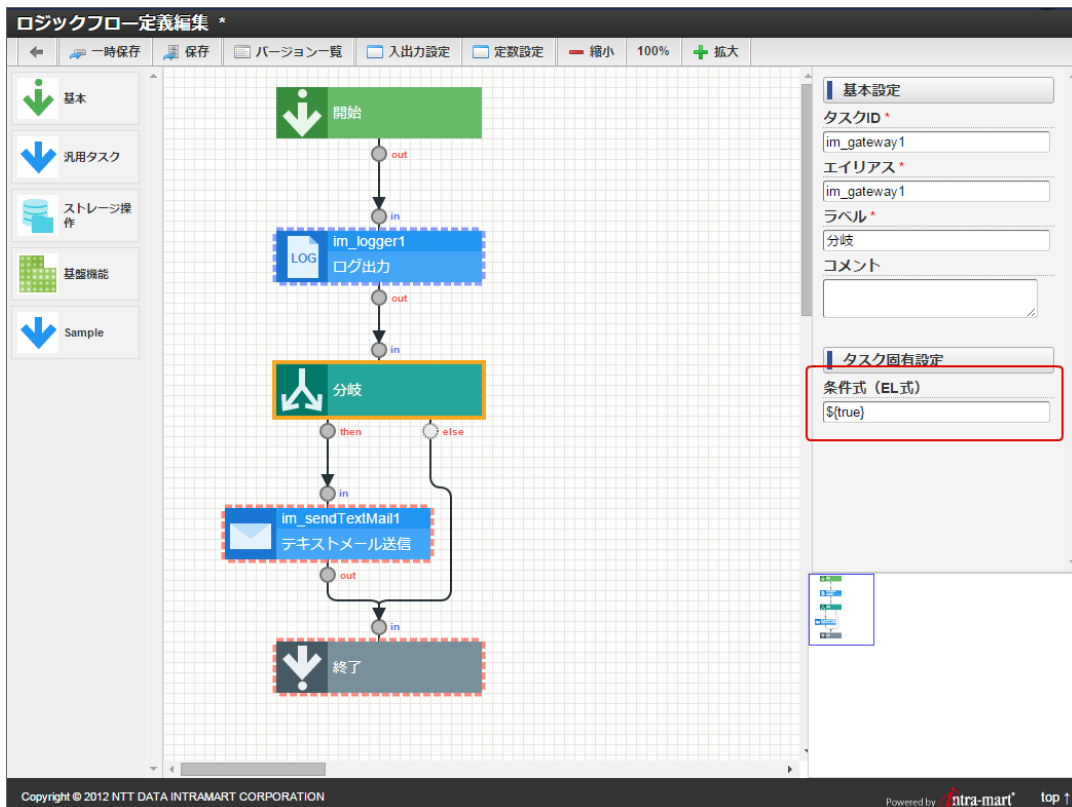 ロジックフロー定義編集 *
一時保存 保存 バージョン一覧 入出力設定 定数設定 縮小 100% 拡大
基本
汎用タスク
ストレージ操
作
基盤機能
Sample
開始
out
in
im_logger1
LOG
ログ出力
out
in
分岐
then
else
in
im_sendTextMail1
テキストメール送信
out
in
終了
基本設定
タスクID *
im_gateway1
エイリアス *
im_gateway1
ラベル *
分岐
コメント
タスク固有設定
条件式（EL式）
${true}
Copyright © 2012 NTT DATA INTRAMART CORPORATION
Powered by intra-mart® top ↑